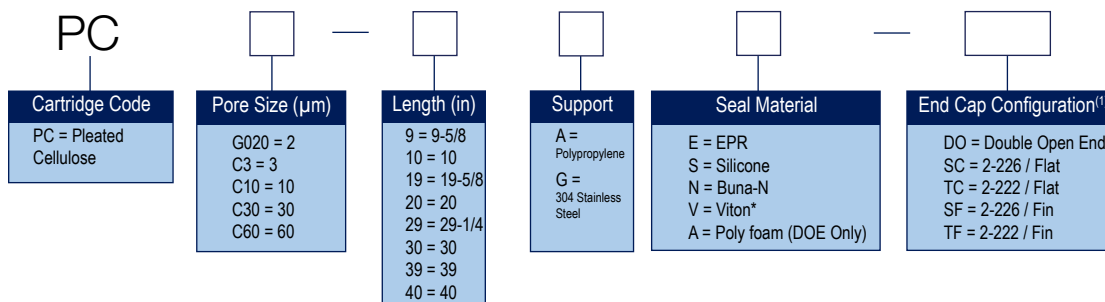 PC
—
—
Cartridge Code
PC = Pleated
Cellulose
Pore Size (µm)
G020 = 2
C3 = 3
C10 = 10
C30 = 30
C60 = 60
Length (in)
9 = 9-5/8
10 = 10
19 = 19-5/8
20 = 20
29 = 29-1/4
30 = 30
39 = 39
40 = 40
Support
A =
Polypropylene
G =
304 Stainless
Steel
Seal Material
E = EPR
S = Silicone
N = Buna-N
V = Viton*
A = Poly foam (DOE Only)
End Cap Configuration(1
DO = Double Open End
SC = 2-226 / Flat
TC = 2-222 / Flat
SF = 2-226 / Fin
TF = 2-222 / Fin